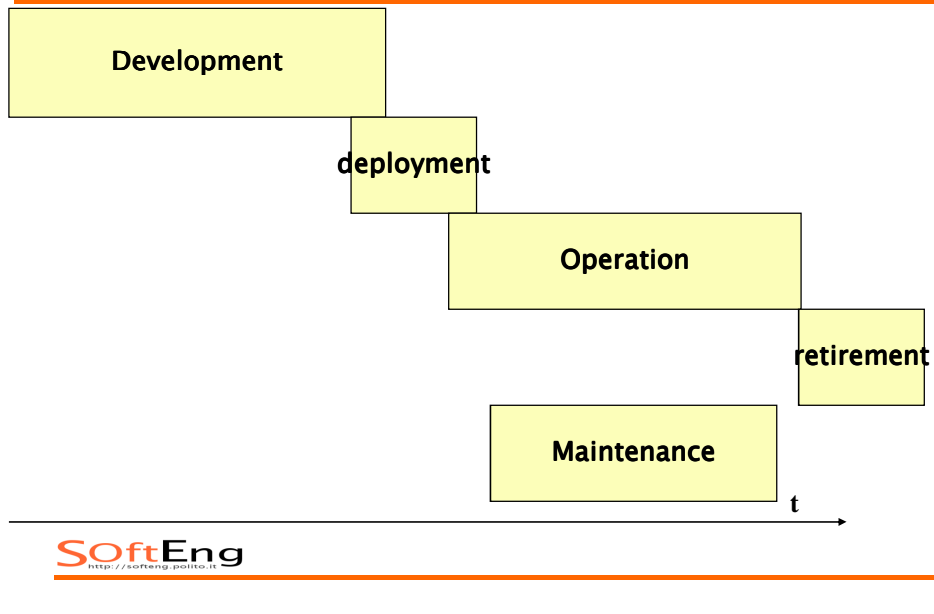 Development
deployment
Operation
retirement
Maintenance
t
SOftEng
http://softeng.polito.it